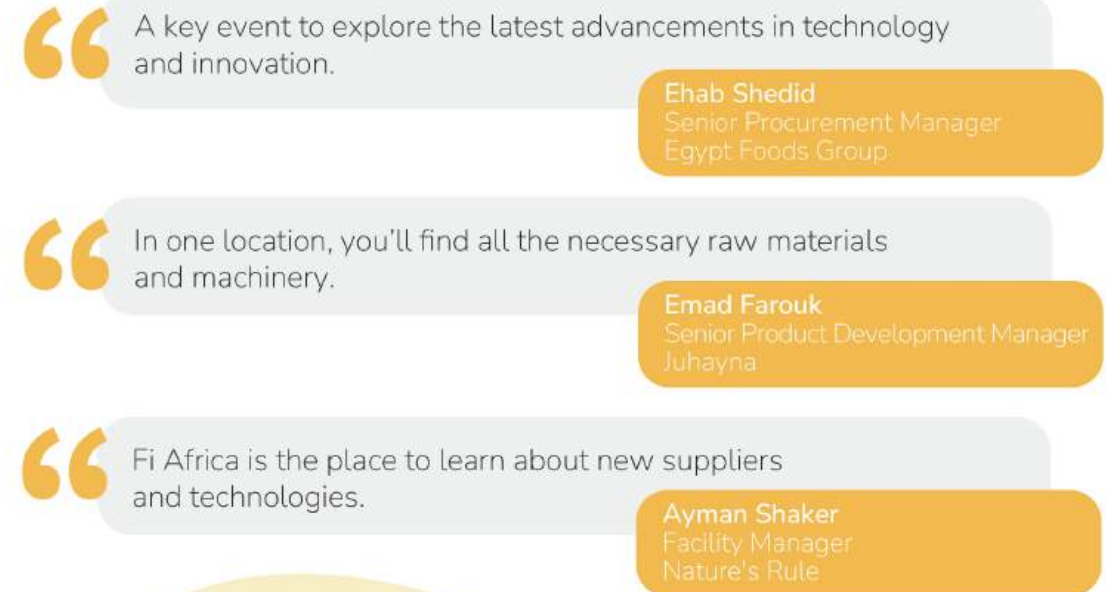 A key event to explore the latest advancements in technology
and innovation.
Ehab Shedid
Senior Procurement Manager
Egypt Foods Group
In one location, you'll find all the necessary raw materials
and machinery.
Emad Farouk
Senior Product Development Manager
Juhayna
Fi Africa is the place to learn about new suppliers
and technologies.
Ayman Shaker
Facility Manager
Nature's Rule